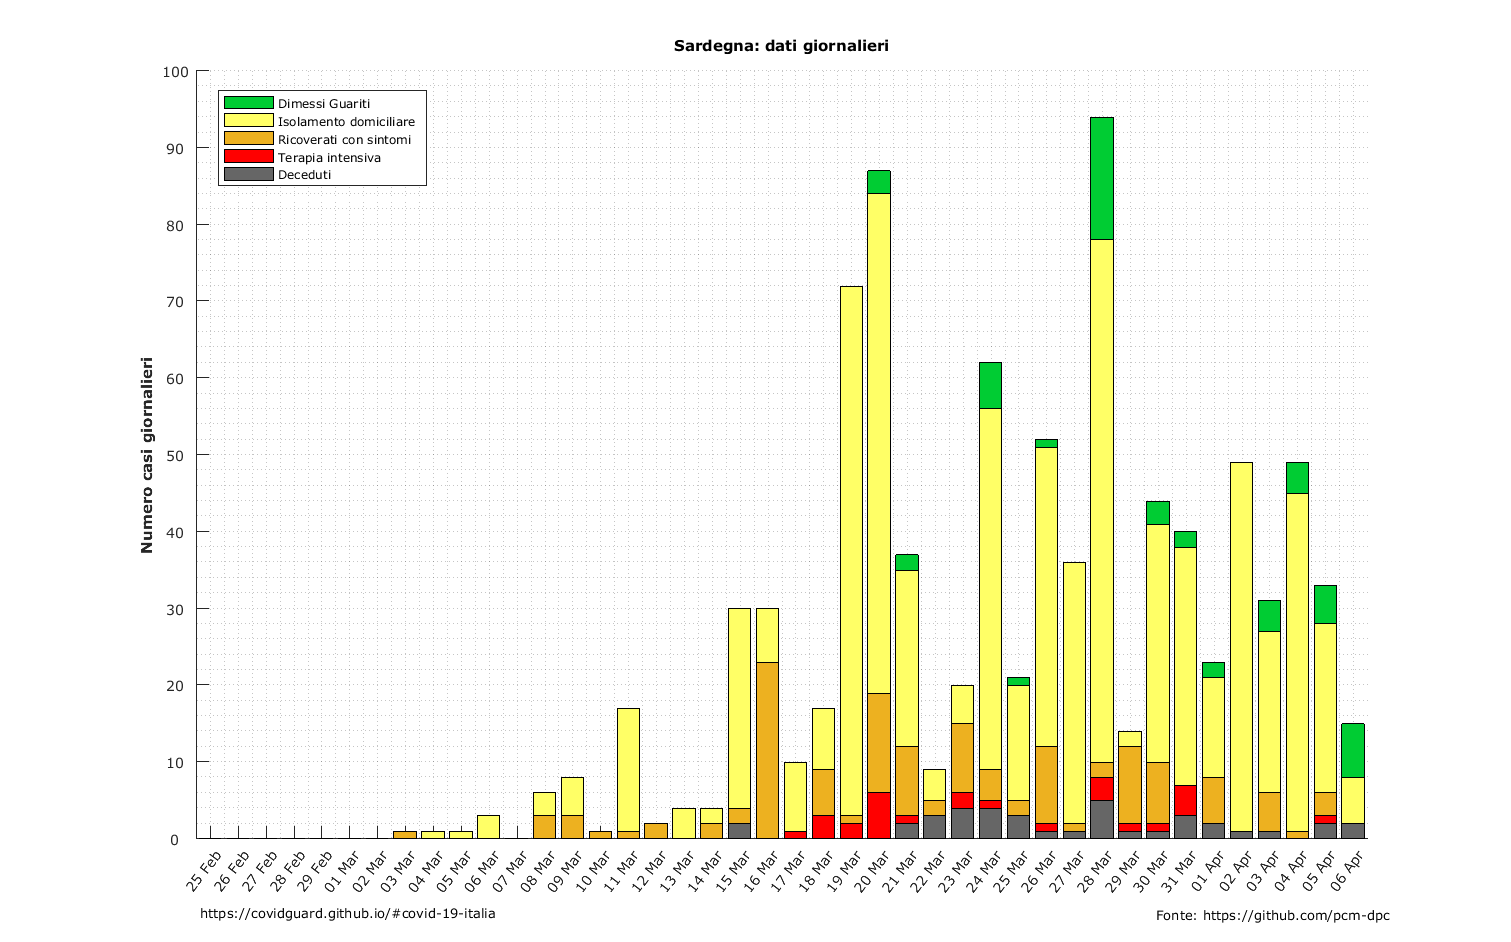 Sardegna: dati giornalieri
100
90
80
70
60
50
40
30
20
10
0
Numero casi giornalieri
Dimessi Guariti
Isolamento domiciliare
Ricoverati con sintomi
Terapia intensiva
Deceduti
25 Feb
26 Feb
27 Feb
28 Feb
29 Feb
01 Mar
02 Mar
03 Mar
04 Mar
05 Mar
06 Mar
07 Mar
08 Mar
09 Mar
10 Mar
11 Mar
12 Mar
13 Mar
14 Mar
15 Mar
16 Mar
17 Mar
18 Mar
19 Mar
20 Mar
21 Mar
22 Mar
23 Mar
24 Mar
25 Mar
26 Mar
27 Mar
28 Mar
29 Mar
30 Mar
31 Mar
01 Apr
02 Apr
03 Apr
04 Apr
05 Apr
06 Apr
https://covidguard.github.io/#covid-19-italia
Fonte: https://github.com/pcm-dpc